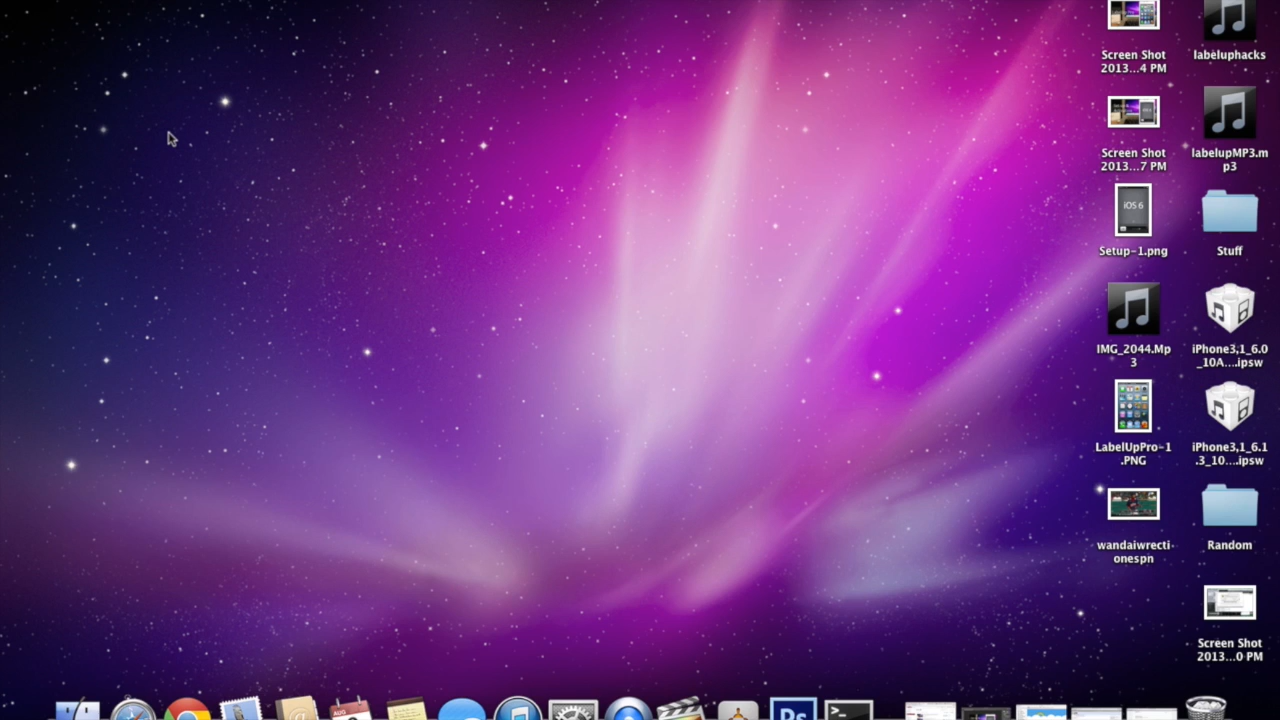 Screen Shot
2013...4 PM
labeluphacks
Screen Shot
2013...7 PM
labelupMP3.m
p3
iOS 6
Setup-1.png
Stuff
IMG_2044.Mp
3
iPhone3,1_6.0
_10A....ipsw
LabelUpPro-1
.PNG
iPhone3,1_6.1
.3_10....ipsw
wandaiwrecti
onespn
Random
Screen Shot
2013...0 PM
AUG
Ps
>_